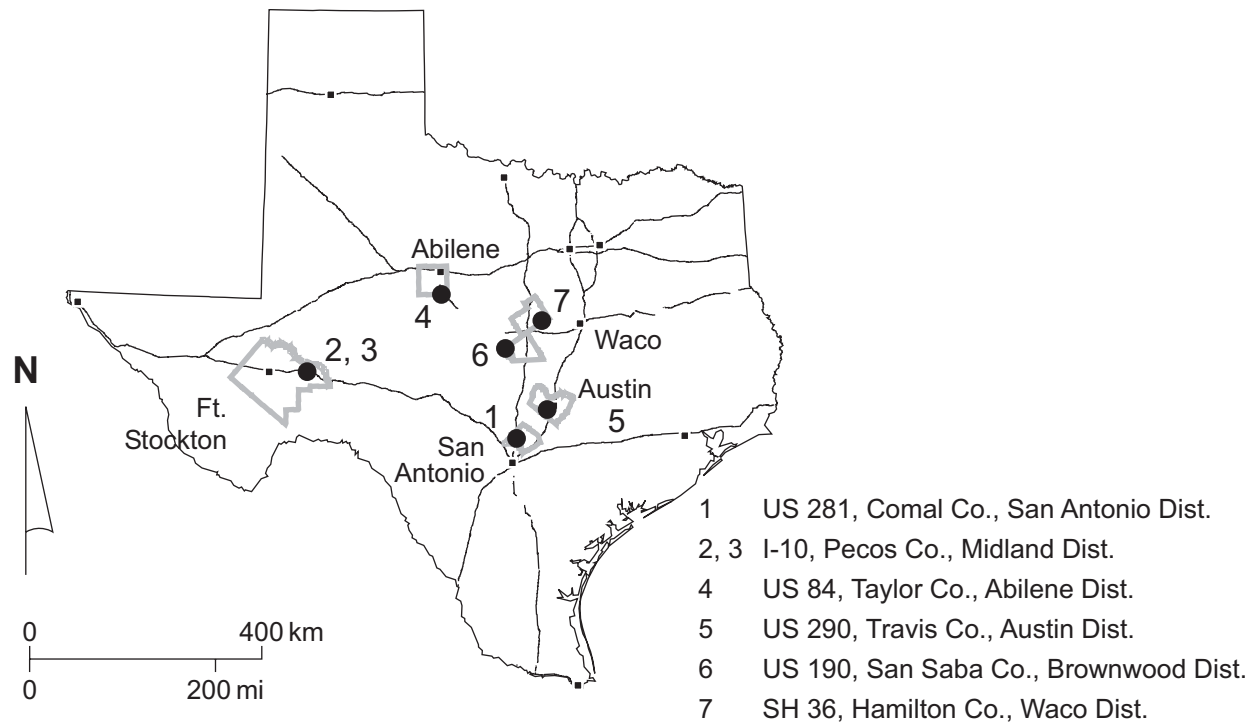 Abilene
4
7
Waco
6
2, 3
N
Ft.
Stockton
Austin
5
1
San
Antonio
0 400 km
0 200 mi
1 US 281, Comal Co., San Antonio Dist.
2, 3 I-10, Pecos Co., Midland Dist.
4 US 84, Taylor Co., Abilene Dist.
5 US 290, Travis Co., Austin Dist.
6 US 190, San Saba Co., Brownwood Dist.
7 SH 36, Hamilton Co., Waco Dist.